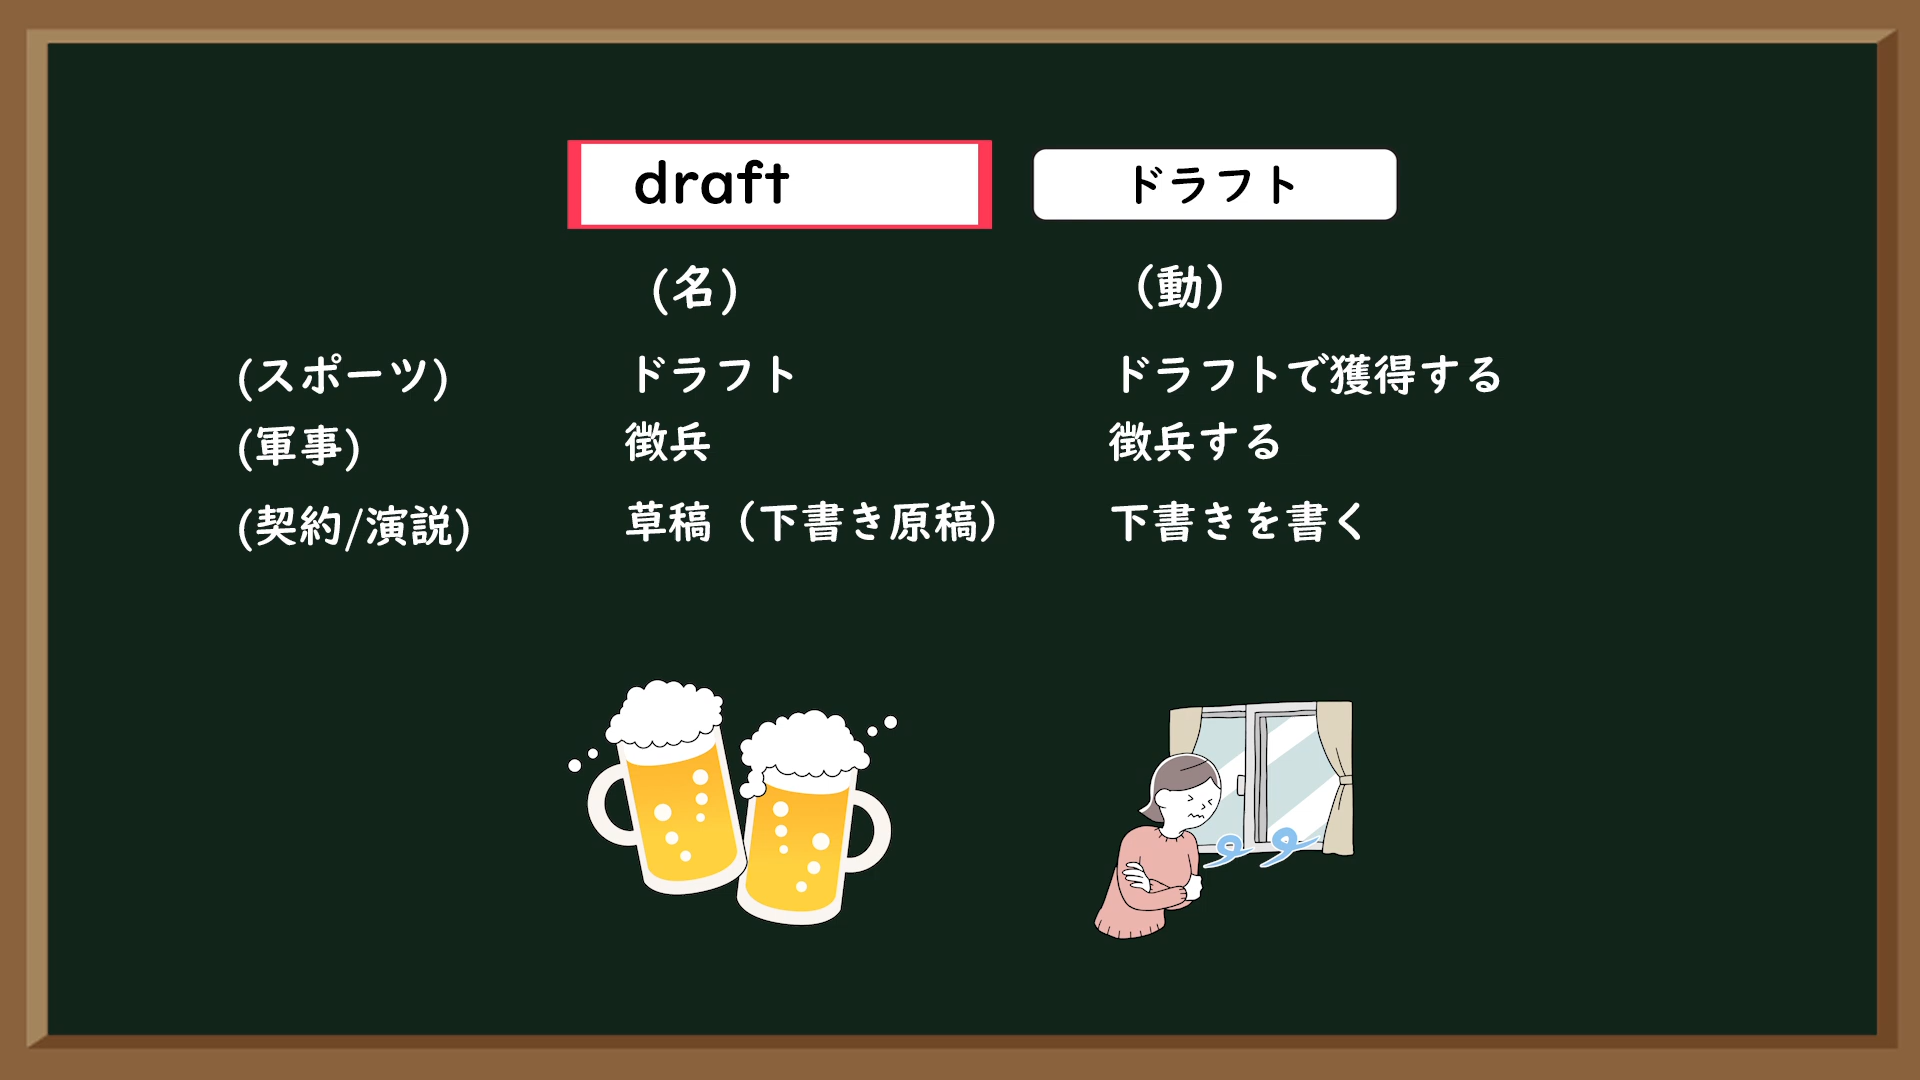 draft ドラフト
(名) （動）
(スポーツ) ドラフト ドラフトで獲得する
(軍事) 徴兵 徴兵する
(契約/演説) 草稿（下書き原稿） 下書きを書く